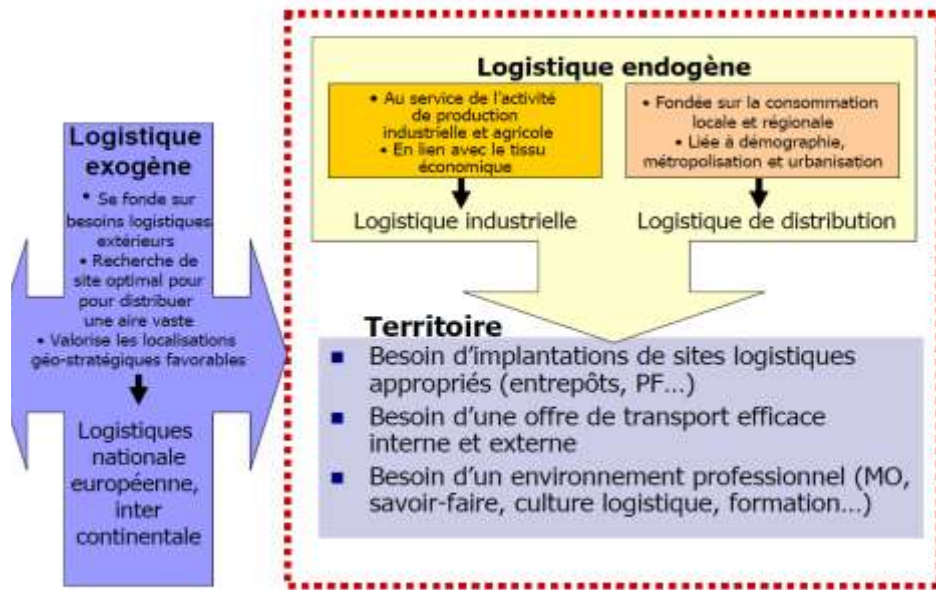 Logistique
exogène
• Se fonde sur
besoins logistiques
extérieurs
• Recherche de
site optimal pour
pour distribuer
une aire vaste
• Valorise les localisations
géo-stratégiques favorables
Logistiques
nationale
européenne,
inter
continentale
Logistique endogène
• Au service de l'activité
de production
industrielle et agricole
• En lien avec le tissu
économique
Logistique industrielle
• Fondée sur la consommation
locale et régionale
• Liée à démographie,
métropolisation et urbanisation
Logistique de distribution
Territoire
■ Besoin d'implantations de sites logistiques
appropriés (entrepôts, PF...)
■ Besoin d'une offre de transport efficace
interne et externe
■ Besoin d'un environnement professionnel (MO,
savoir-faire, culture logistique, formation...)